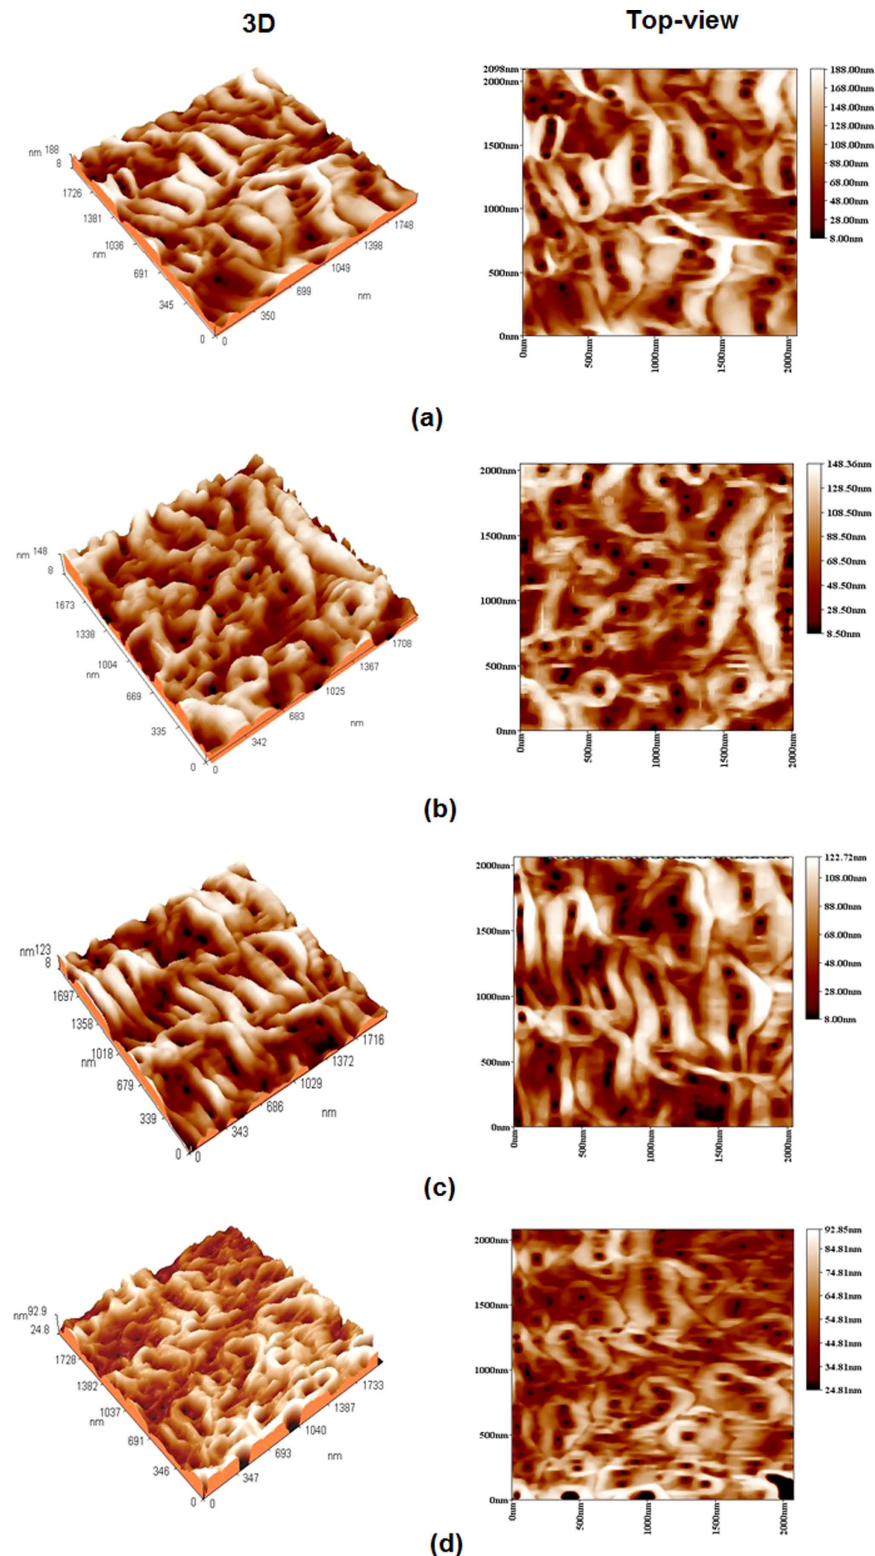 3D
Top-view
nm 188
8
1726
1381
1036
nm
691
345
0
0
350
699
1049
nm
1398
1748
2098nm
2000nm
1500nm
1000nm
500nm
0nm
0nm
500nm
1000nm
1500nm
2000nm
188.00nm
168.00nm
148.00nm
128.00nm
108.00nm
88.00nm
68.00nm
48.00nm
28.00nm
8.00nm
(a)
nm 148
8
1673
1338
1004
nm
669
335
0
0
342
683
1025
nm
1367
1708
2000nm
1500nm
1000nm
500nm
0nm
0nm
500nm
1000nm
1500nm
2000nm
148.36nm
128.50nm
108.50nm
88.50nm
68.50nm
48.50nm
28.50nm
8.50nm
(b)
nm123
8
1697
1358
1018
nm
679
339
0
0
343
686
1029
nm
1372
1716
2000nm
1500nm
1000nm
500nm
0nm
0nm
500nm
1000nm
1500nm
2000nm
122.72nm
108.00nm
88.00nm
68.00nm
48.00nm
28.00nm
8.00nm
(c)
nm92.9
24.8
1728
1382
1037
nm
691
346
0
0
347
693
1040
nm
1387
1733
2000nm
1500nm
1000nm
500nm
0nm
0nm
500nm
1000nm
1500nm
2000nm
92.85nm
84.81nm
74.81nm
64.81nm
54.81nm
44.81nm
34.81nm
24.81nm
(d)